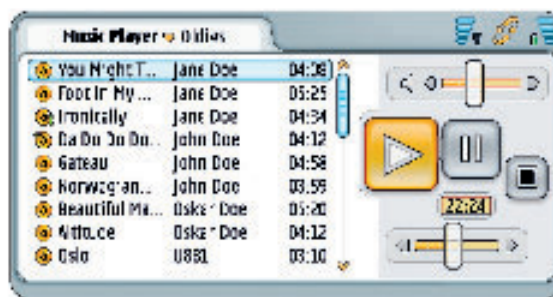 Music Player Oldies
You Might T... Jane Doe 04:08
Foot In My ... Jane Doe 05:25
Ironically Jane Doe 04:34
Da Do Do Do.. John Doe 04:12
Gateau John Doe 04:58
Norwegian... John Doe 03:59
Beautiful Ma... Oskar Doe 05:20
Attitude Oskar Doe 04:12
Oslo 03:10
22:24